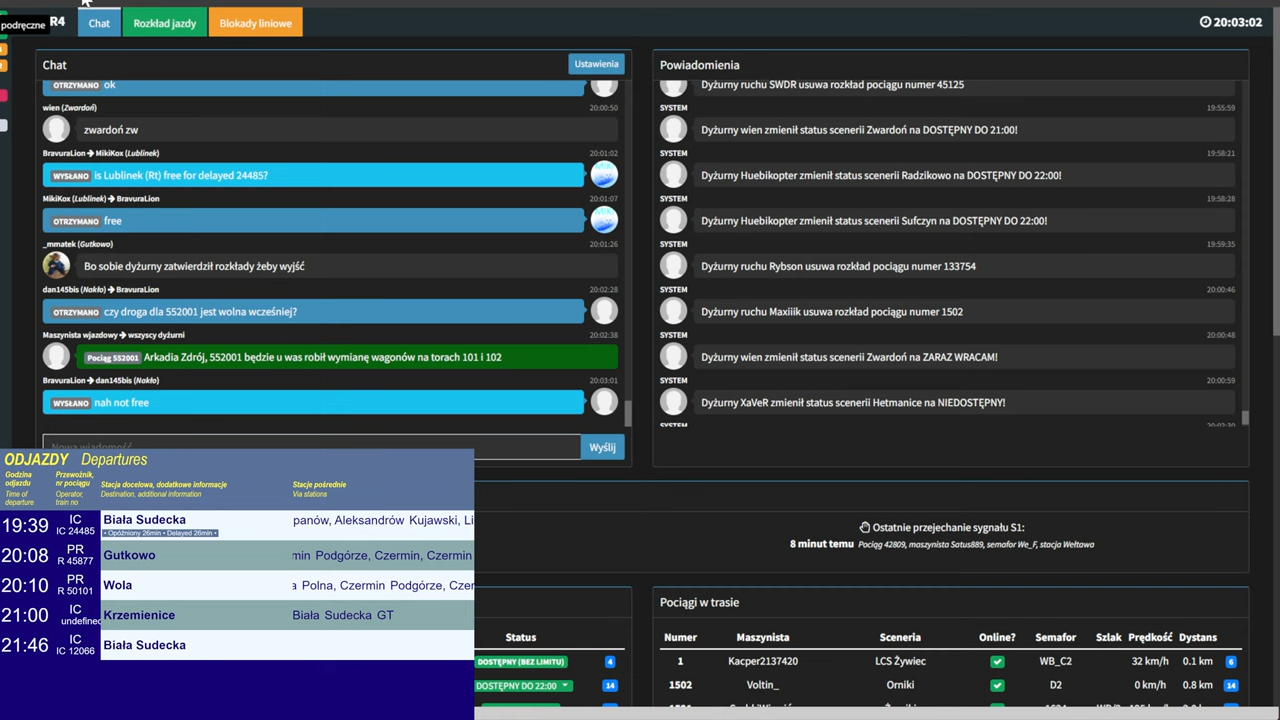 podręczne
R4
Chat
Rozkład jazdy
Blokady liniowe
20:03:02
Chat
Ustawienia
OTRZYMANO ok
wien (Zwardoń) 20:00:50
zwardoń zw
BravuraLion → MikiKox (Lublinek) 20:01:02
WYSŁANO is Lublinek (Rt) free for delayed 24485?
MikiKox (Lublinek) → BravuraLion 20:01:07
OTRZYMANO free
_mmatek (Gutkowo) 20:01:26
Bo sobie dyżurny zatwierdził rozkłady żeby wyjść
dan145bis (Nakło) → BravuraLion 20:02:28
OTRZYMANO czy droga dla 552001 jest wolna wcześniej?
Maszynista wjazdowy → wszyscy dyżurni 20:02:38
Pociąg 552001 Arkadia Zdrój, 552001 będzie u was robił wymianę wagonów na torach 101 i 102
BravuraLion → dan145bis (Nakło) 20:03:01
WYSŁANO nah not free
Nowa wiadomość
Wyślij
Powiadomienia
Dyżurny ruchu SWDR usuwa rozkład pociągu numer 45125
SYSTEM 19:55:59
Dyżurny wien zmienił status scenerii Zwardoń na DOSTĘPNY DO 21:00!
SYSTEM 19:58:21
Dyżurny Huebikopter zmienił status scenerii Radzikowo na DOSTĘPNY DO 22:00!
SYSTEM 19:58:28
Dyżurny Huebikopter zmienił status scenerii Sufczyn na DOSTĘPNY DO 22:00!
SYSTEM 19:59:35
Dyżurny ruchu Rybson usuwa rozkład pociągu numer 133754
SYSTEM 20:00:46
Dyżurny ruchu Maxiiik usuwa rozkład pociągu numer 1502
SYSTEM 20:00:48
Dyżurny wien zmienił status scenerii Zwardoń na ZARAZ WRACAM!
SYSTEM 20:00:59
Dyżurny XaVeR zmienił status scenerii Hetmanice na NIEDOSTĘPNY!
SYSTEM 20:02:30
ODJAZDY Departures
Godzina odjazdu
Time of departure
Przewoźnik, nr pociągu
Operator, train no
Stacja docelowa, dodatkowe informacje
Destination, additional information
Stacje pośrednie
Via stations
19:39 IC IC 24485 Biała Sudecka panów, Aleksandrów Kujawski, Li
• Opóźniony 26min • Delayed 26min •
20:08 PR R 45877 Gutkowo min Podgórze, Czermin, Czermin
20:10 PR R 50101 Wola a Polna, Czermin Podgórze, Czer
21:00 IC undefined Krzemienice Biała Sudecka GT
21:46 IC IC 12066 Biała Sudecka
Ostatnie przejechanie sygnału S1:
8 minut temu Pociąg 42809, maszynista Satus889, semafor We_F, stacja Wełtawa
Status
DOSTĘPNY (BEZ LIMITU) 4
DOSTĘPNY DO 22:00 14
Pociągi w trasie
Numer Maszynista Sceneria Online? Semafor Szlak Prędkość Dystans
1 Kacper2137420 LCS Żywiec WB_C2 32 km/h 0.1 km 6
1502 Voltin_ Orniki D2 0 km/h 0.8 km 14